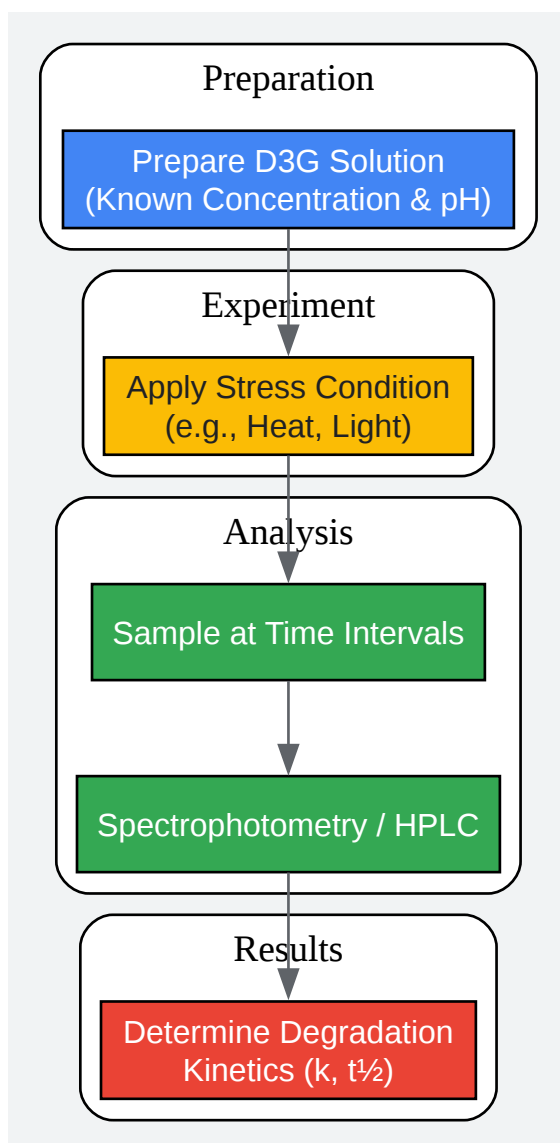 Preparation
Prepare D3G Solution
(Known Concentration & pH)
Experiment
Apply Stress Condition
(e.g., Heat, Light)
Analysis
Sample at Time Intervals
Spectrophotometry / HPLC
Results
Determine Degradation
Kinetics (k, t½)